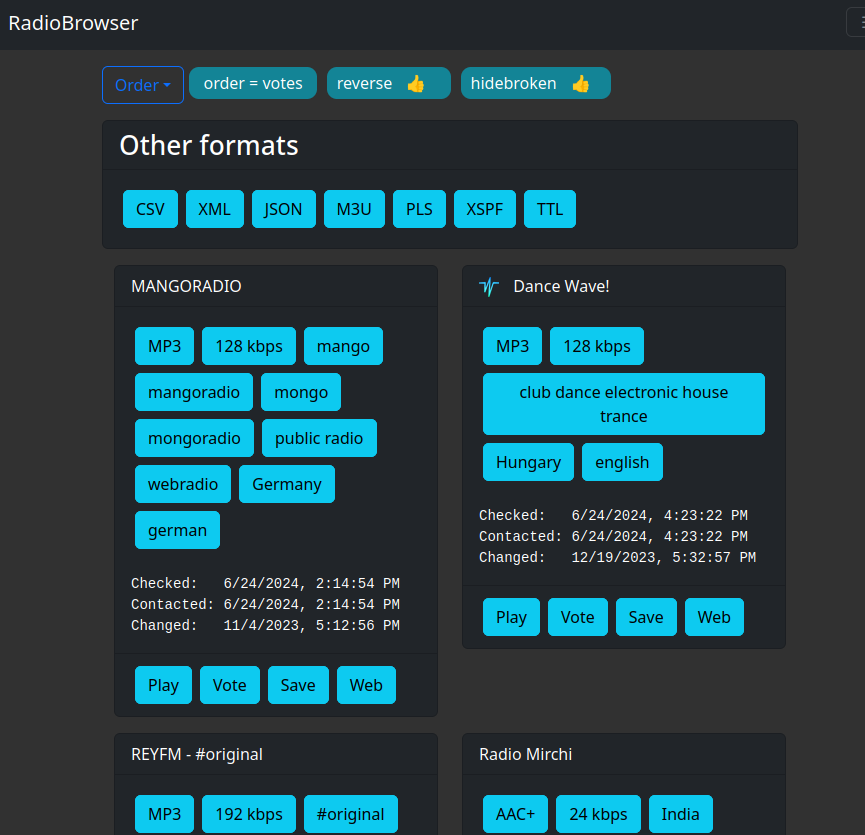 RadioBrowser
Order order = votes reverse 👍 hidebroken 👍
Other formats
CSV XML JSON M3U PLS XSPF TTL
MANGORADIO
MP3 128 kbps mango
mangoradio mongo
mongoradio public radio
webradio Germany
german
Checked: 6/24/2024, 2:14:54 PM
Contacted: 6/24/2024, 2:14:54 PM
Changed: 11/4/2023, 5:12:56 PM
Play Vote Save Web
Dance Wave!
MP3 128 kbps
club dance electronic house
trance
Hungary english
Checked: 6/24/2024, 4:23:22 PM
Contacted: 6/24/2024, 4:23:22 PM
Changed: 12/19/2023, 5:32:57 PM
Play Vote Save Web
REYFM - #original
MP3 192 kbps #original
Radio Mirchi
AAC+ 24 kbps India